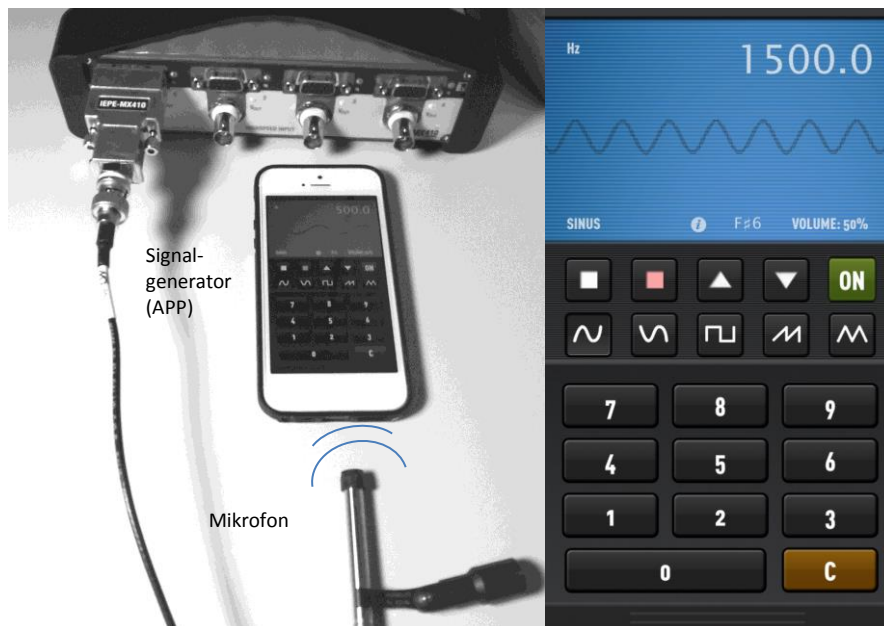 IEPE-MX410
Signal-
generator
(APP)
500.0
7 8 9
4 5 6
1 2 3
0 C
ON
Mikrofon
Hz
1500.0
SINUS
F♯6
VOLUME: 50%
ON
7 8 9
4 5 6
1 2 3
0 C